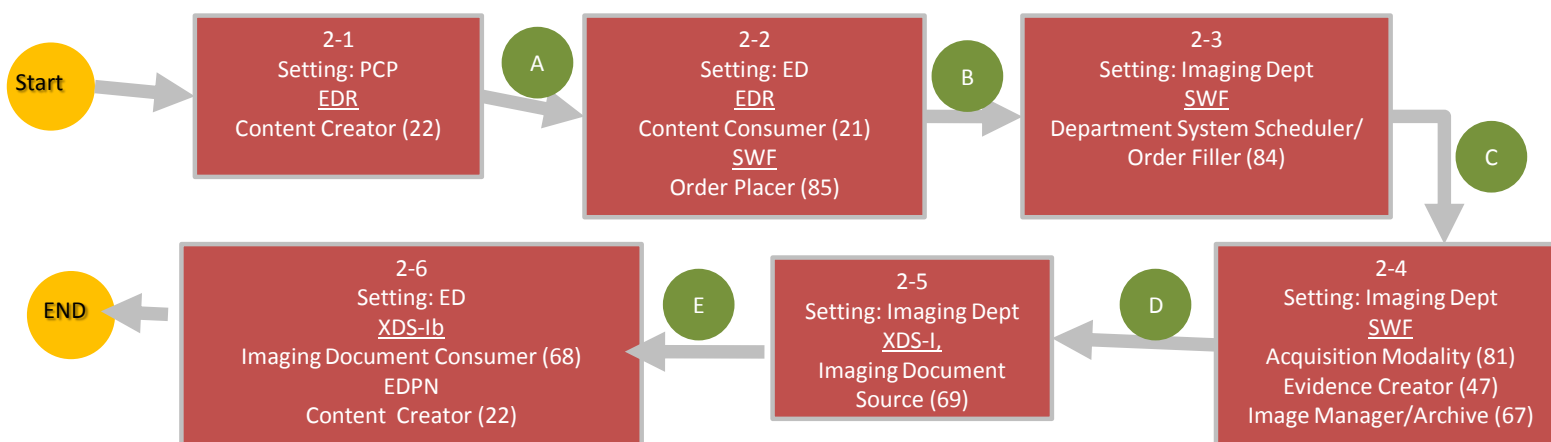 Start
2-1
Setting: PCP
EDR
Content Creator (22)
A
2-2
Setting: ED
EDR
Content Consumer (21)
SWF
Order Placer (85)
B
2-3
Setting: Imaging Dept
SWF
Department System Scheduler/
Order Filler (84)
C
2-4
Setting: Imaging Dept
SWF
Acquisition Modality (81)
Evidence Creator (47)
Image Manager/Archive (67)
D
2-5
Setting: Imaging Dept
XDS-I,
Imaging Document
Source (69)
E
2-6
Setting: ED
XDS-Ib
Imaging Document Consumer (68)
EDPN
Content Creator (22)
END